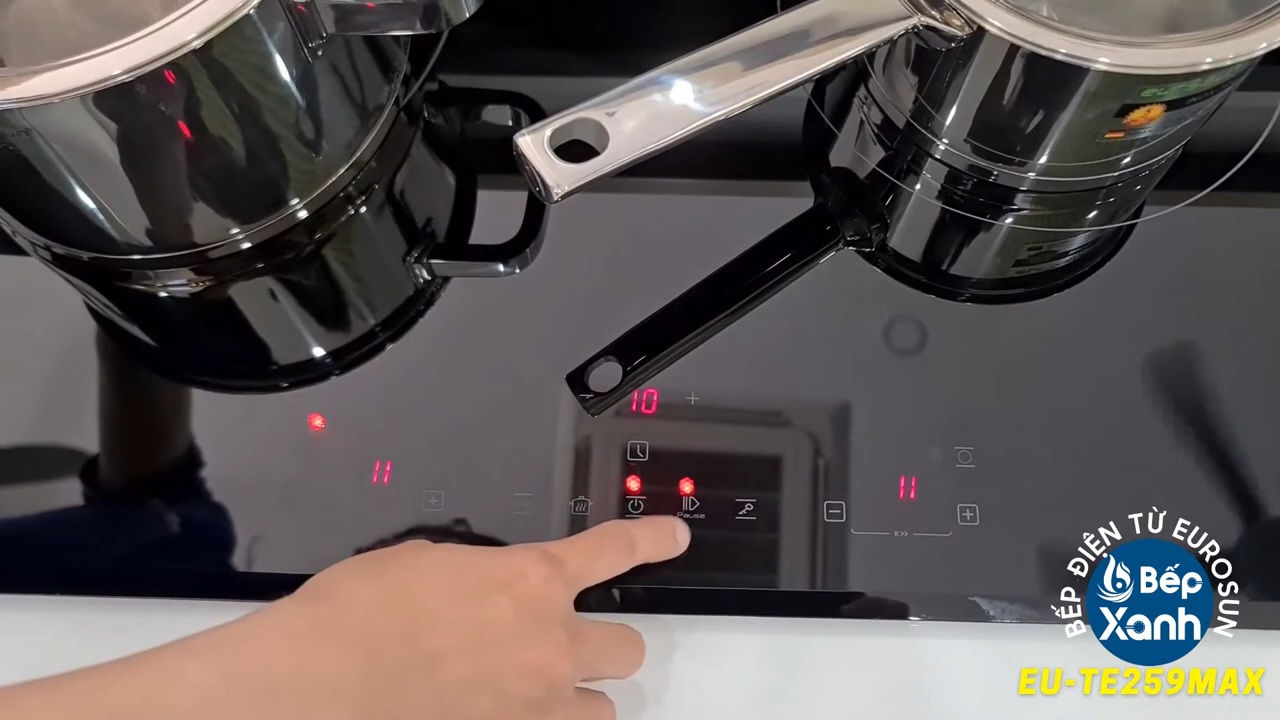 10
11
11
Pause
BẾP ĐIỆN TỪ EUROSUN
Bếp
Xanh
EU-TE259MAX